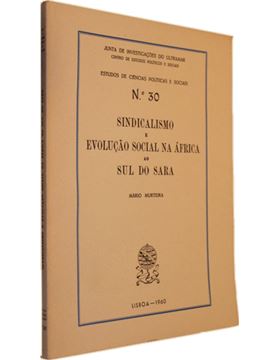 JUNTA DE INVESTIGAÇÕES DO ULTRAMAR
CENTRO DE ESTUDOS POLÍTICOS E SOCIAIS
ESTUDOS DE CIÊNCIAS POLÍTICAS E SOCIAIS
N.º 30
SINDICALISMO
E
EVOLUÇÃO SOCIAL NA ÁFRICA
AO
SUL DO SARA
MÁRIO MURTEIRA
LISBOA — 1960